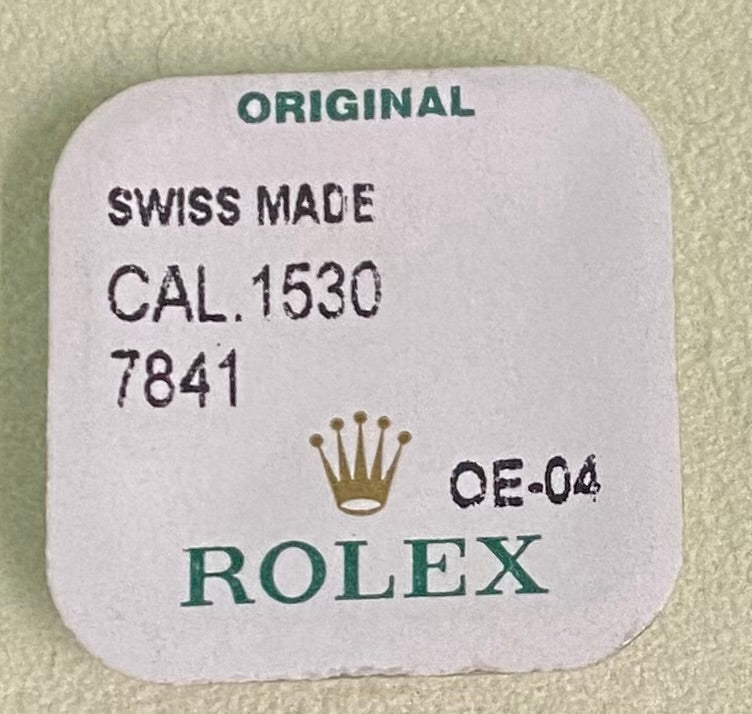 ORIGINAL
SWISS MADE
CAL.1530
7841
OE-04
ROLEX